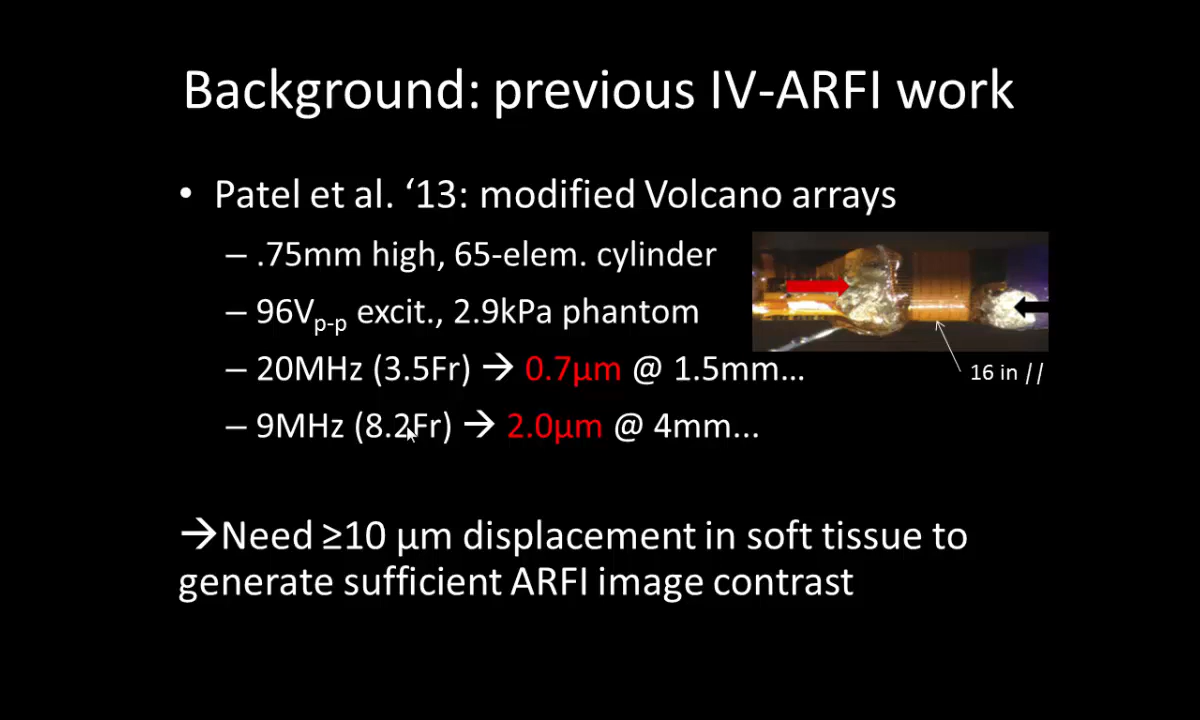 Background: previous IV-ARFI work
• Patel et al. ‘13: modified Volcano arrays
– .75mm high, 65-elem. cylinder
– 96Vp-p excit., 2.9kPa phantom
– 20MHz (3.5Fr) → 0.7μm @ 1.5mm...
– 9MHz (8.2Fr) → 2.0μm @ 4mm...
16 in //
→Need ≥10 μm displacement in soft tissue to
generate sufficient ARFI image contrast